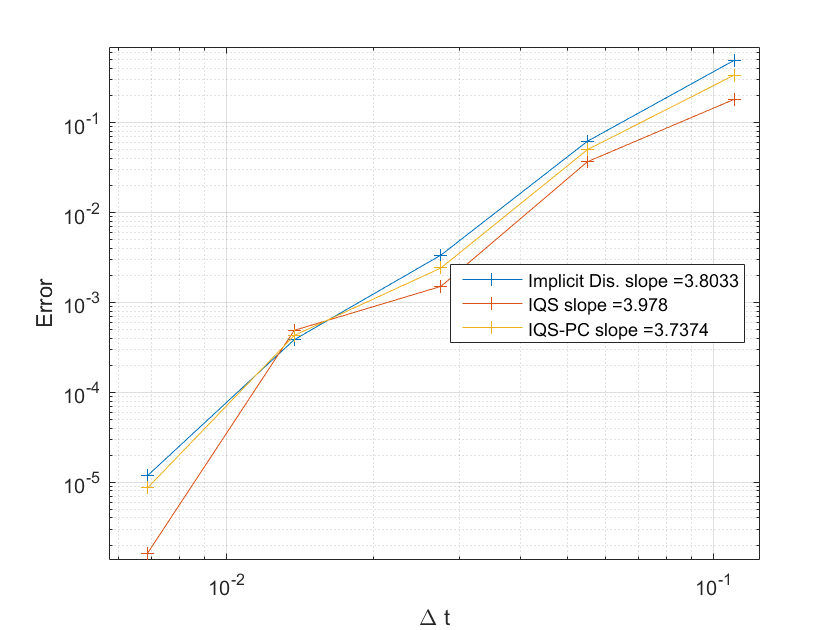 10^-1
10^-2
10^-3
10^-4
10^-5
Error
Implicit Dis. slope =3.8033
IQS slope =3.978
IQS-PC slope =3.7374
10^-2
10^-1
Δ t